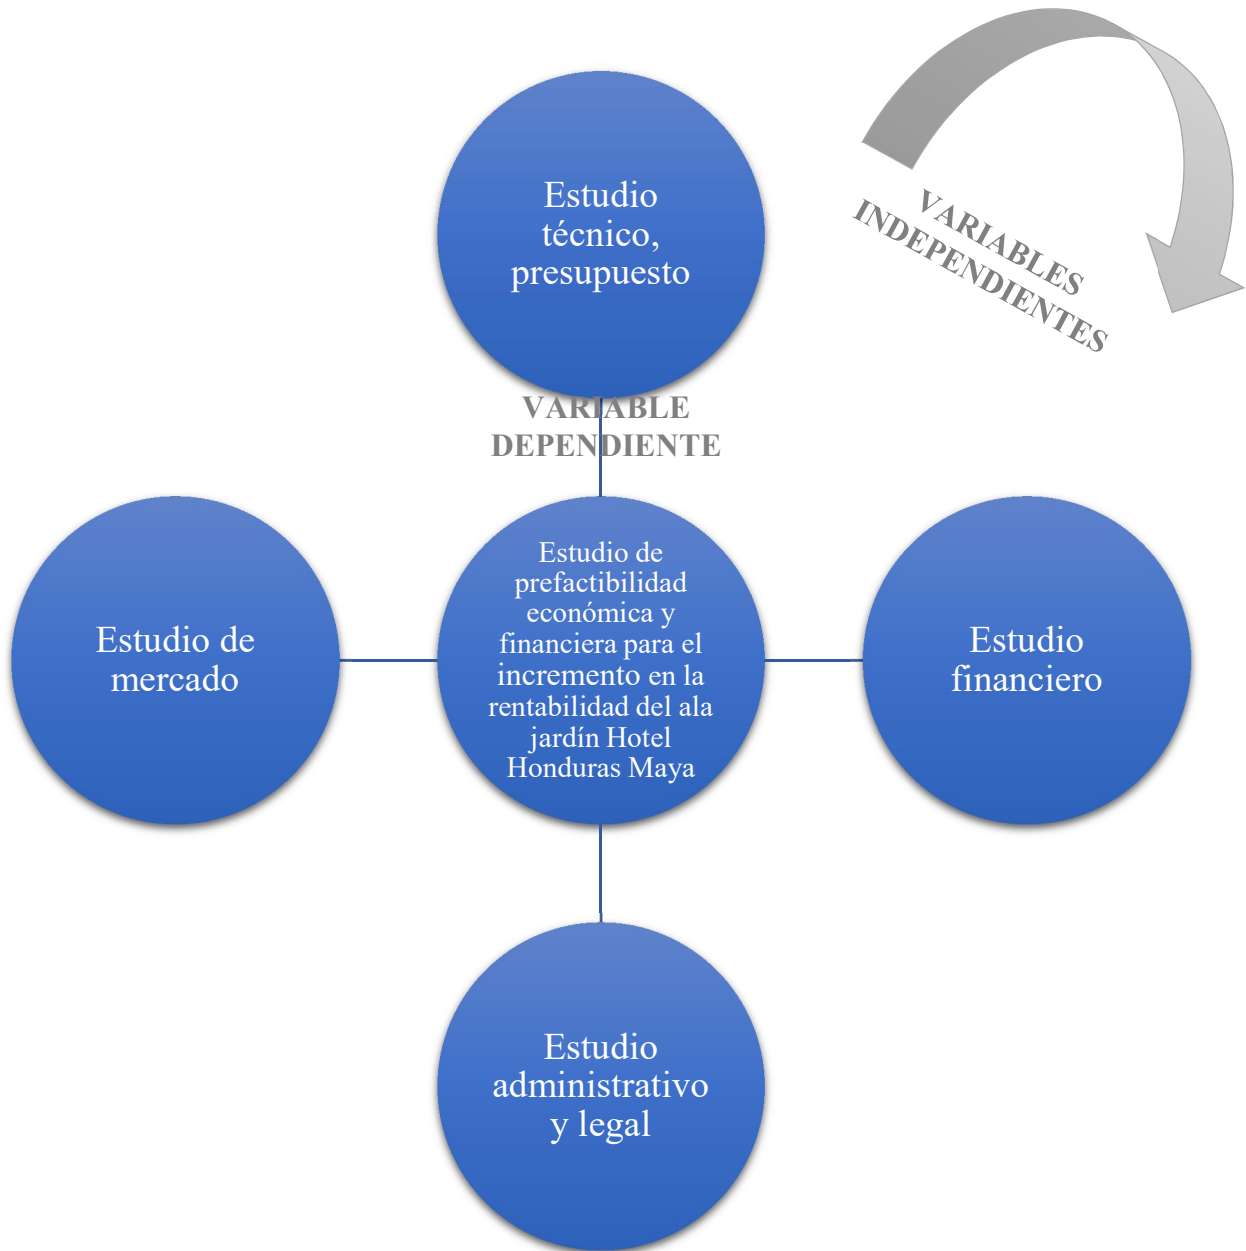 Estudio
técnico,
presupuesto
VARIABLES
INDEPENDIENTES
VARIABLE
DEPENDIENTE
Estudio de
mercado
Estudio de
prefactibilidad
económica y
financiera para el
incremento en la
rentabilidad del ala
jardín Hotel
Honduras Maya
Estudio
financiero
Estudio
administrativo
y legal